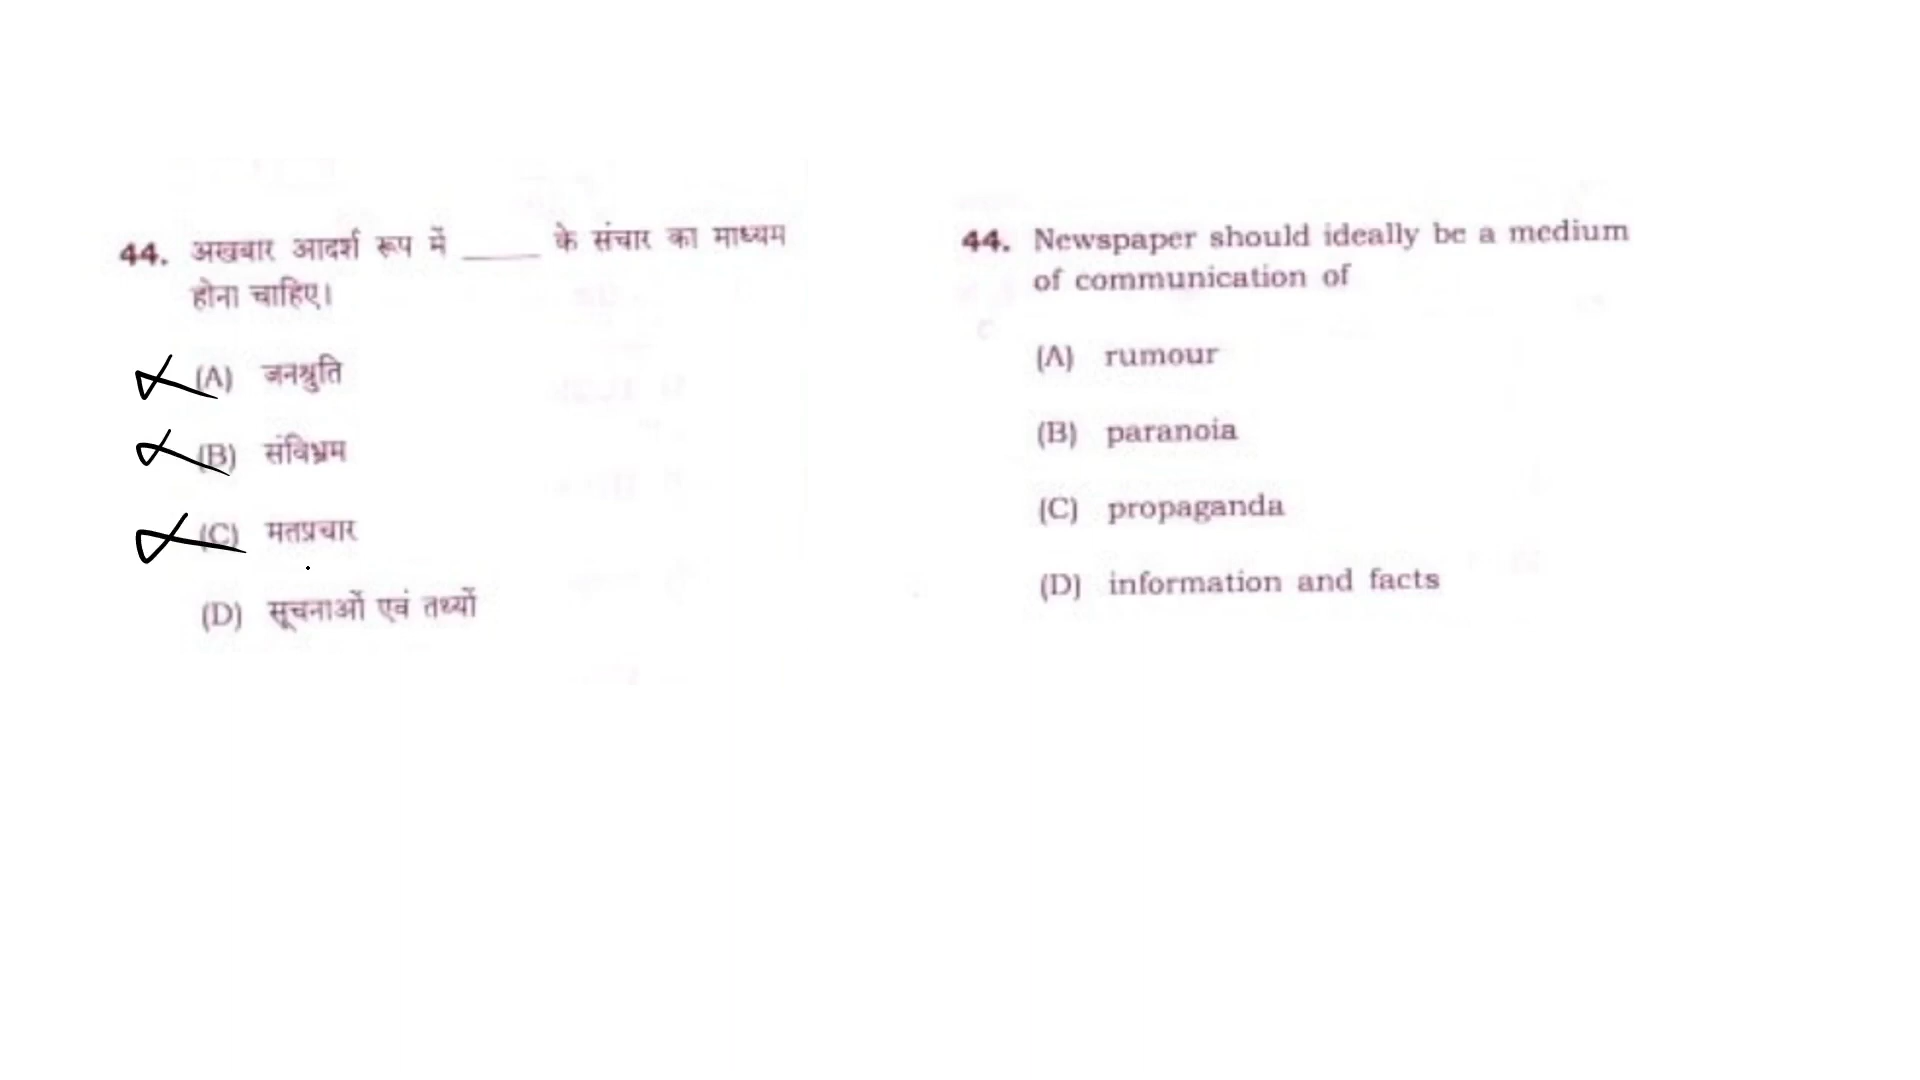 44. अखबार आदर्श रूप में ____ के संचार का माध्यम
होना चाहिए।
(A) जनश्रुति
(B) संविभ्रम
(C) मतप्रचार
(D) सूचनाओं एवं तथ्यों
44. Newspaper should ideally be a medium
of communication of
(A) rumour
(B) paranoia
(C) propaganda
(D) information and facts